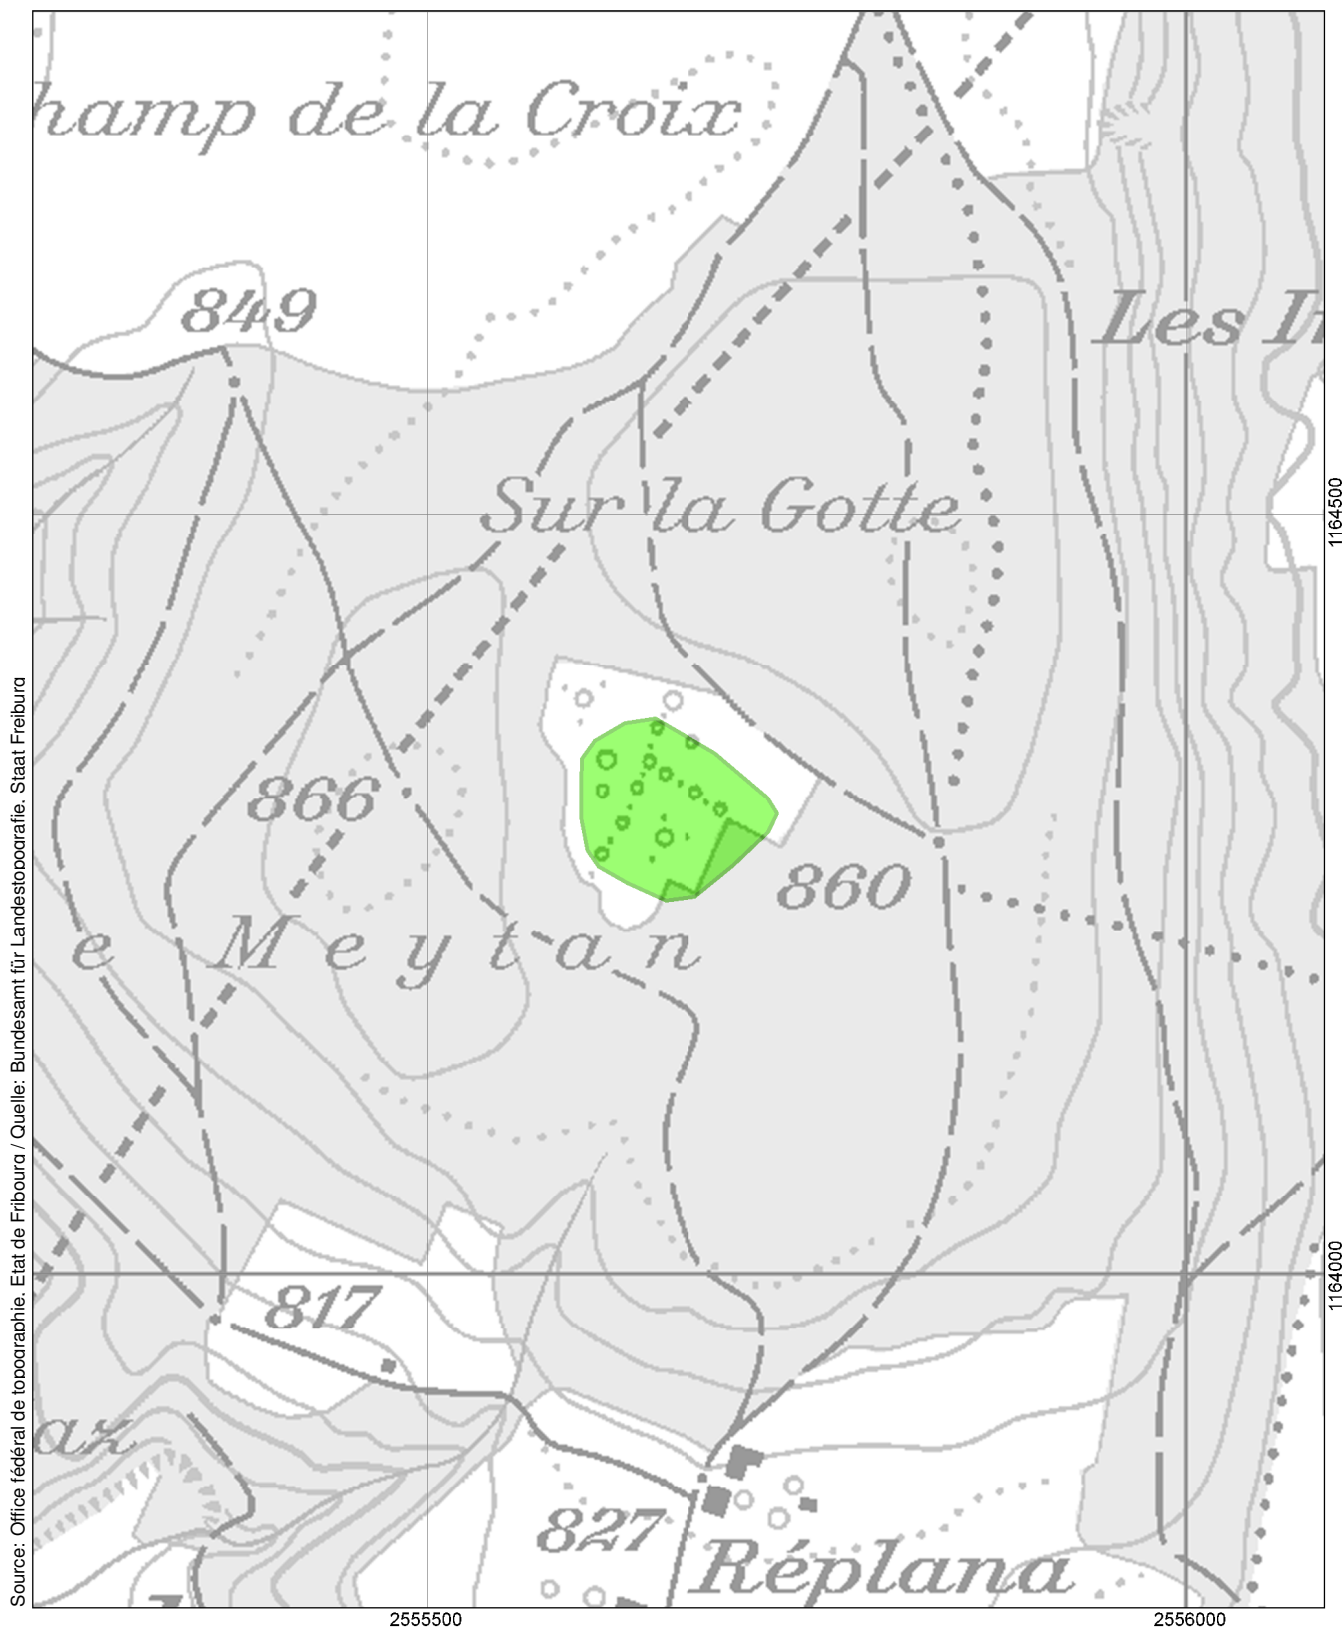 hamp de la Croix
849
Les I
Sur la Gotte
1164500
866
860
e Meytan
1164000
817
az
827
Réplana
2555500
2556000
Source: Office fédéral de topographie, Etat de Fribourg / Quelle: Bundesamt für Landestopografie, Staat Freiburg